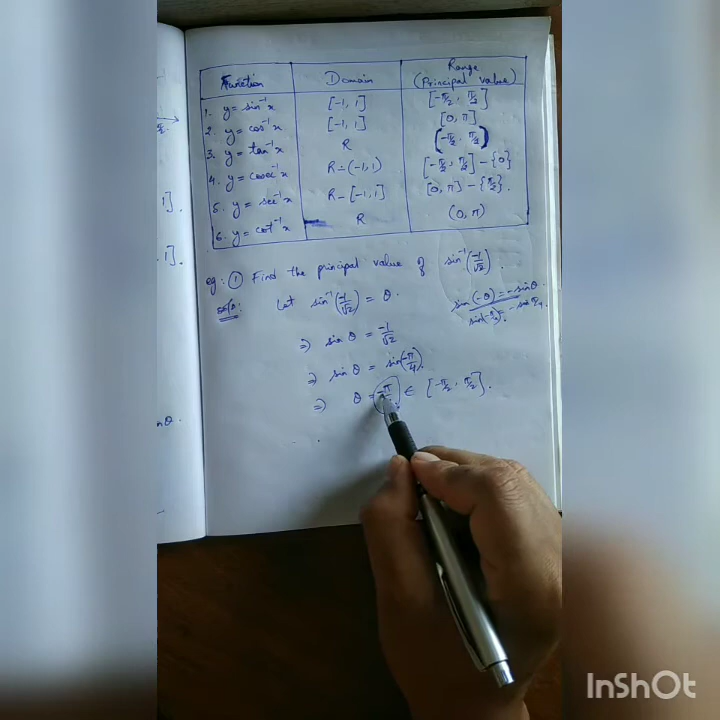 Function Domain Range (Principal value)
1. y = sin⁻¹x [-1, 1] [-π/2, π/2]
2. y = cos⁻¹x [-1, 1] [0, π]
3. y = tan⁻¹x R (-π/2, π/2)
4. y = cosec⁻¹x R-(-1, 1) [-π/2, π/2] - {0}
5. y = sec⁻¹x R-[-1, 1] [0, π] - {π/2}.
6. y = cot⁻¹x R (0, π)
eg: ① Find the principal value of sin⁻¹(-1/√2).
Let sin⁻¹(-1/√2) = θ.
sin(-θ) = -sinθ
⇒ sin θ = -1/√2
⇒ sin θ = sin(-π/4).
⇒ θ = -π ∈ [-π/2, π/2].
1].
.1].
nθ.
InShOt